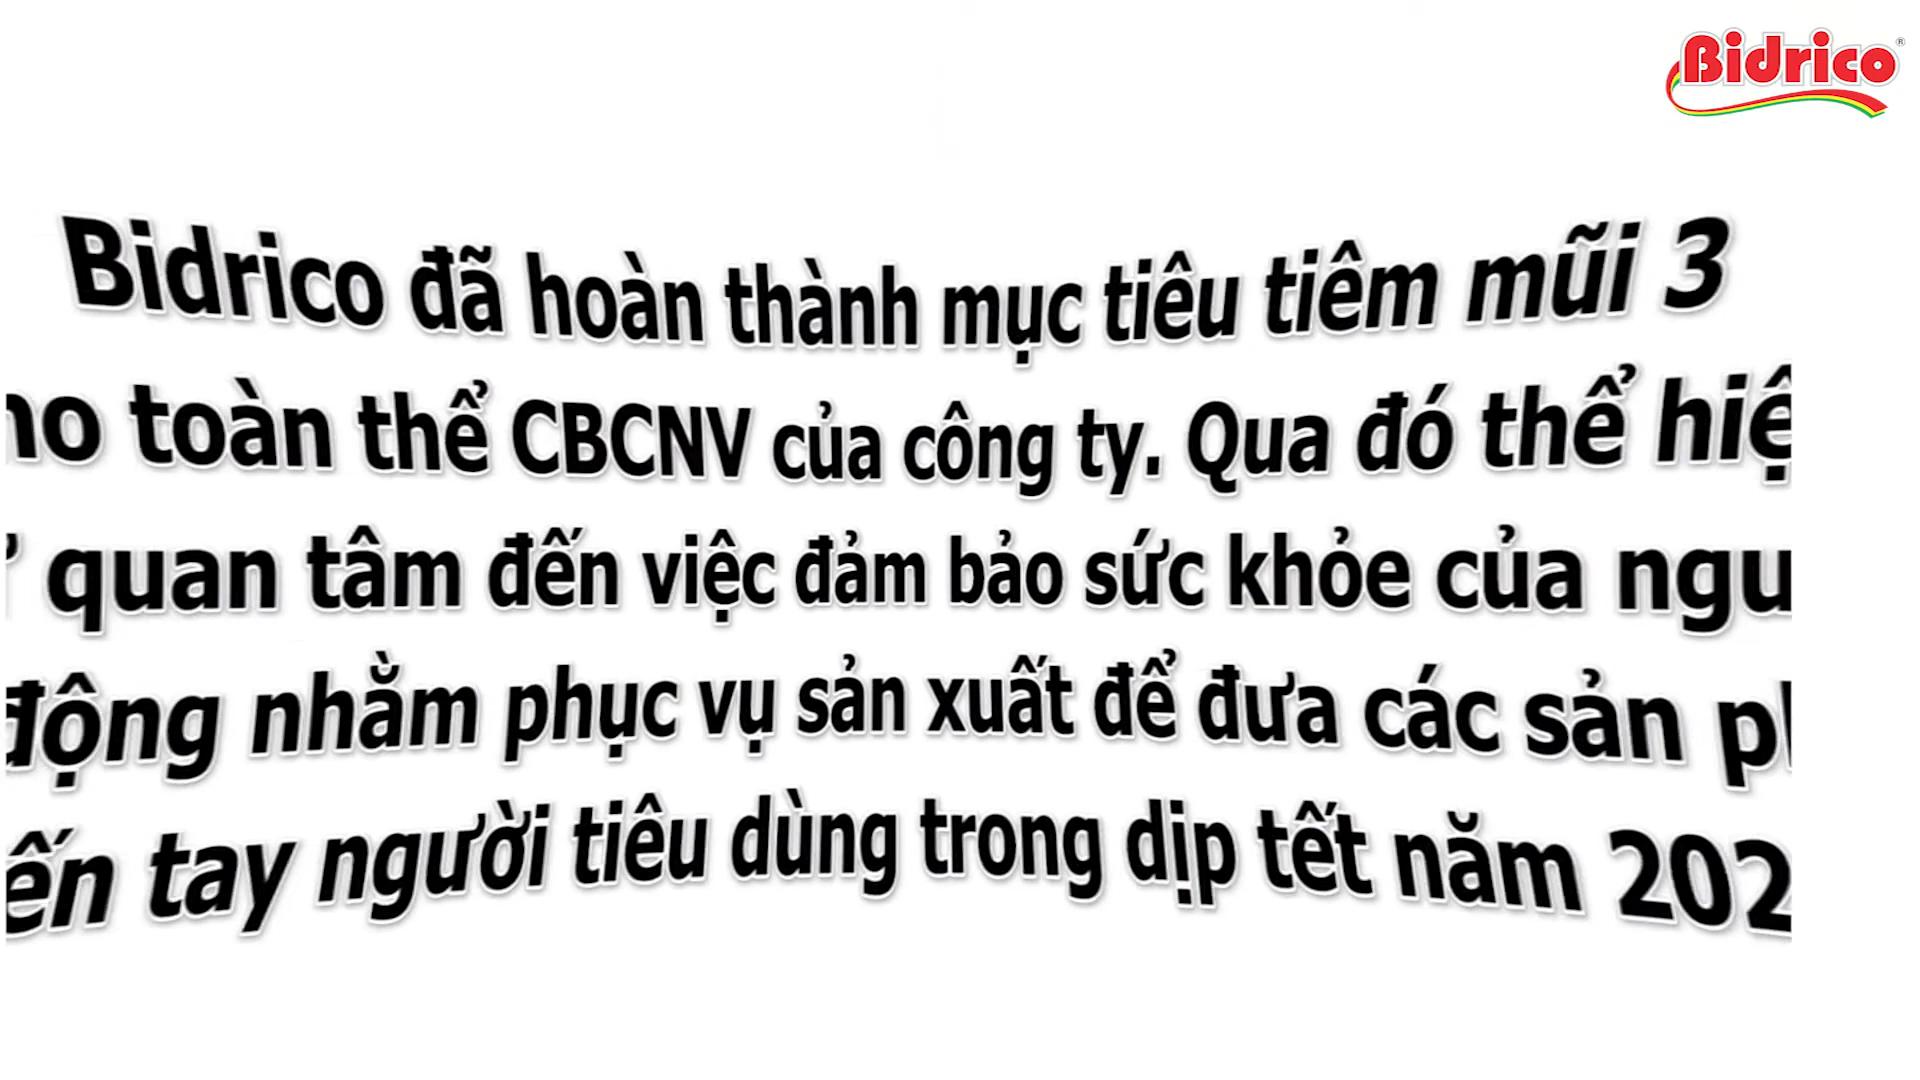 Bidrico
Bidrico đã hoàn thành mục tiêu tiêm mũi 3
toàn thể CBCNV của công ty. Qua đó thể
quan tâm đến việc đảm bảo sức khỏe của
động nhằm phục vụ sản xuất để đưa các sản
tay người tiêu dùng trong dịp tết năm